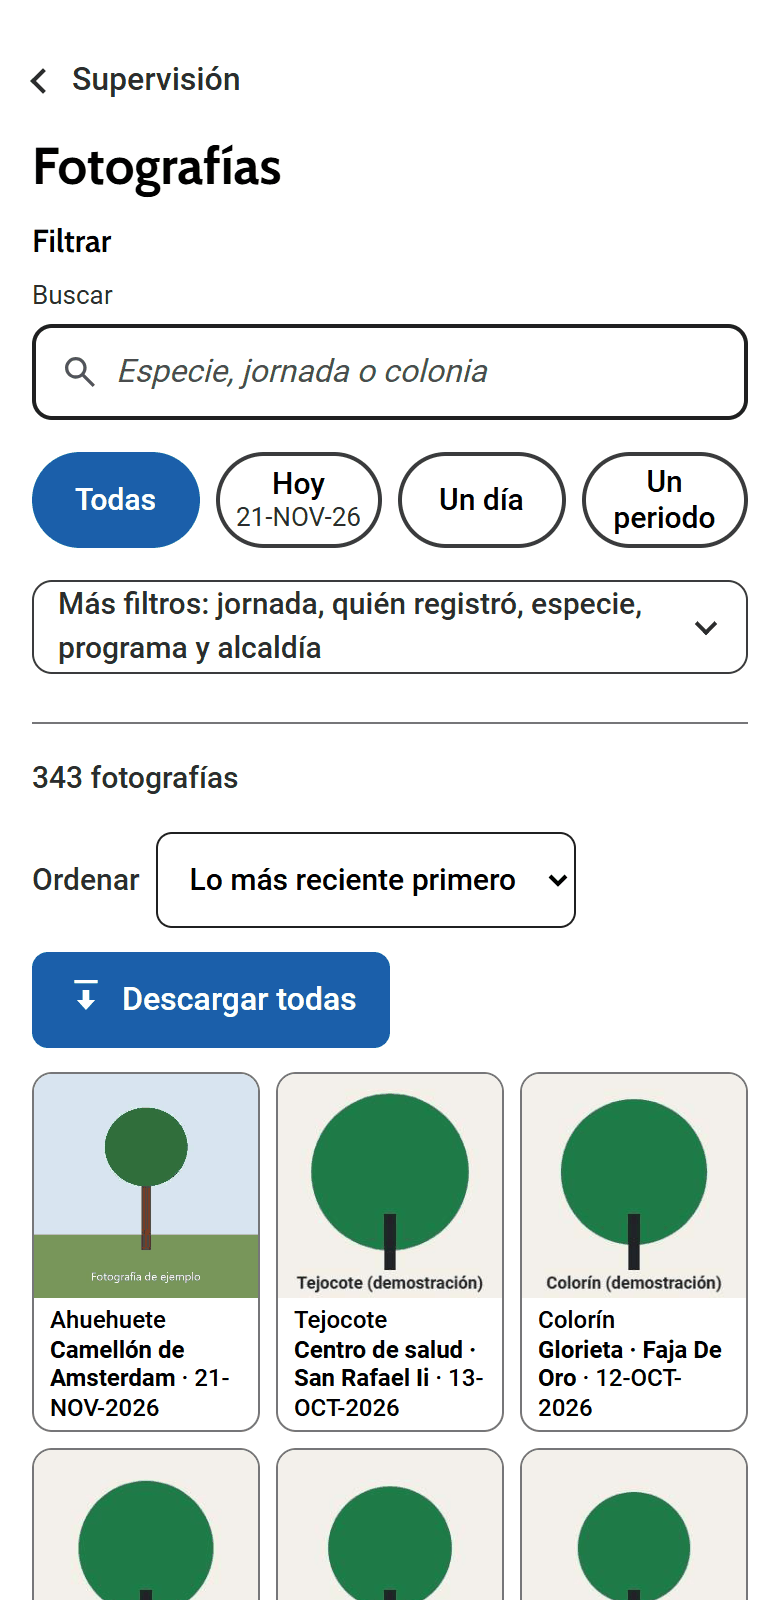 Supervisión
Fotografías
Filtrar
Buscar
Especie, jornada o colonia
Todas
Hoy
21-NOV-26
Un día
Un
periodo
Más filtros: jornada, quién registró, especie,
programa y alcaldía
343 fotografías
Ordenar
Lo más reciente primero
Descargar todas
Fotografía de ejemplo
Ahuehuete
Camellón de
Amsterdam · 21-
NOV-2026
Tejocote (demostración)
Tejocote
Centro de salud ·
San Rafael Ii · 13-
OCT-2026
Colorín (demostración)
Colorín
Glorieta · Faja De
Oro · 12-OCT-
2026